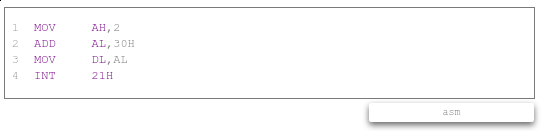 1 MOV AH,2
2 ADD AL,30H
3 MOV DL,AL
4 INT 21H
asm